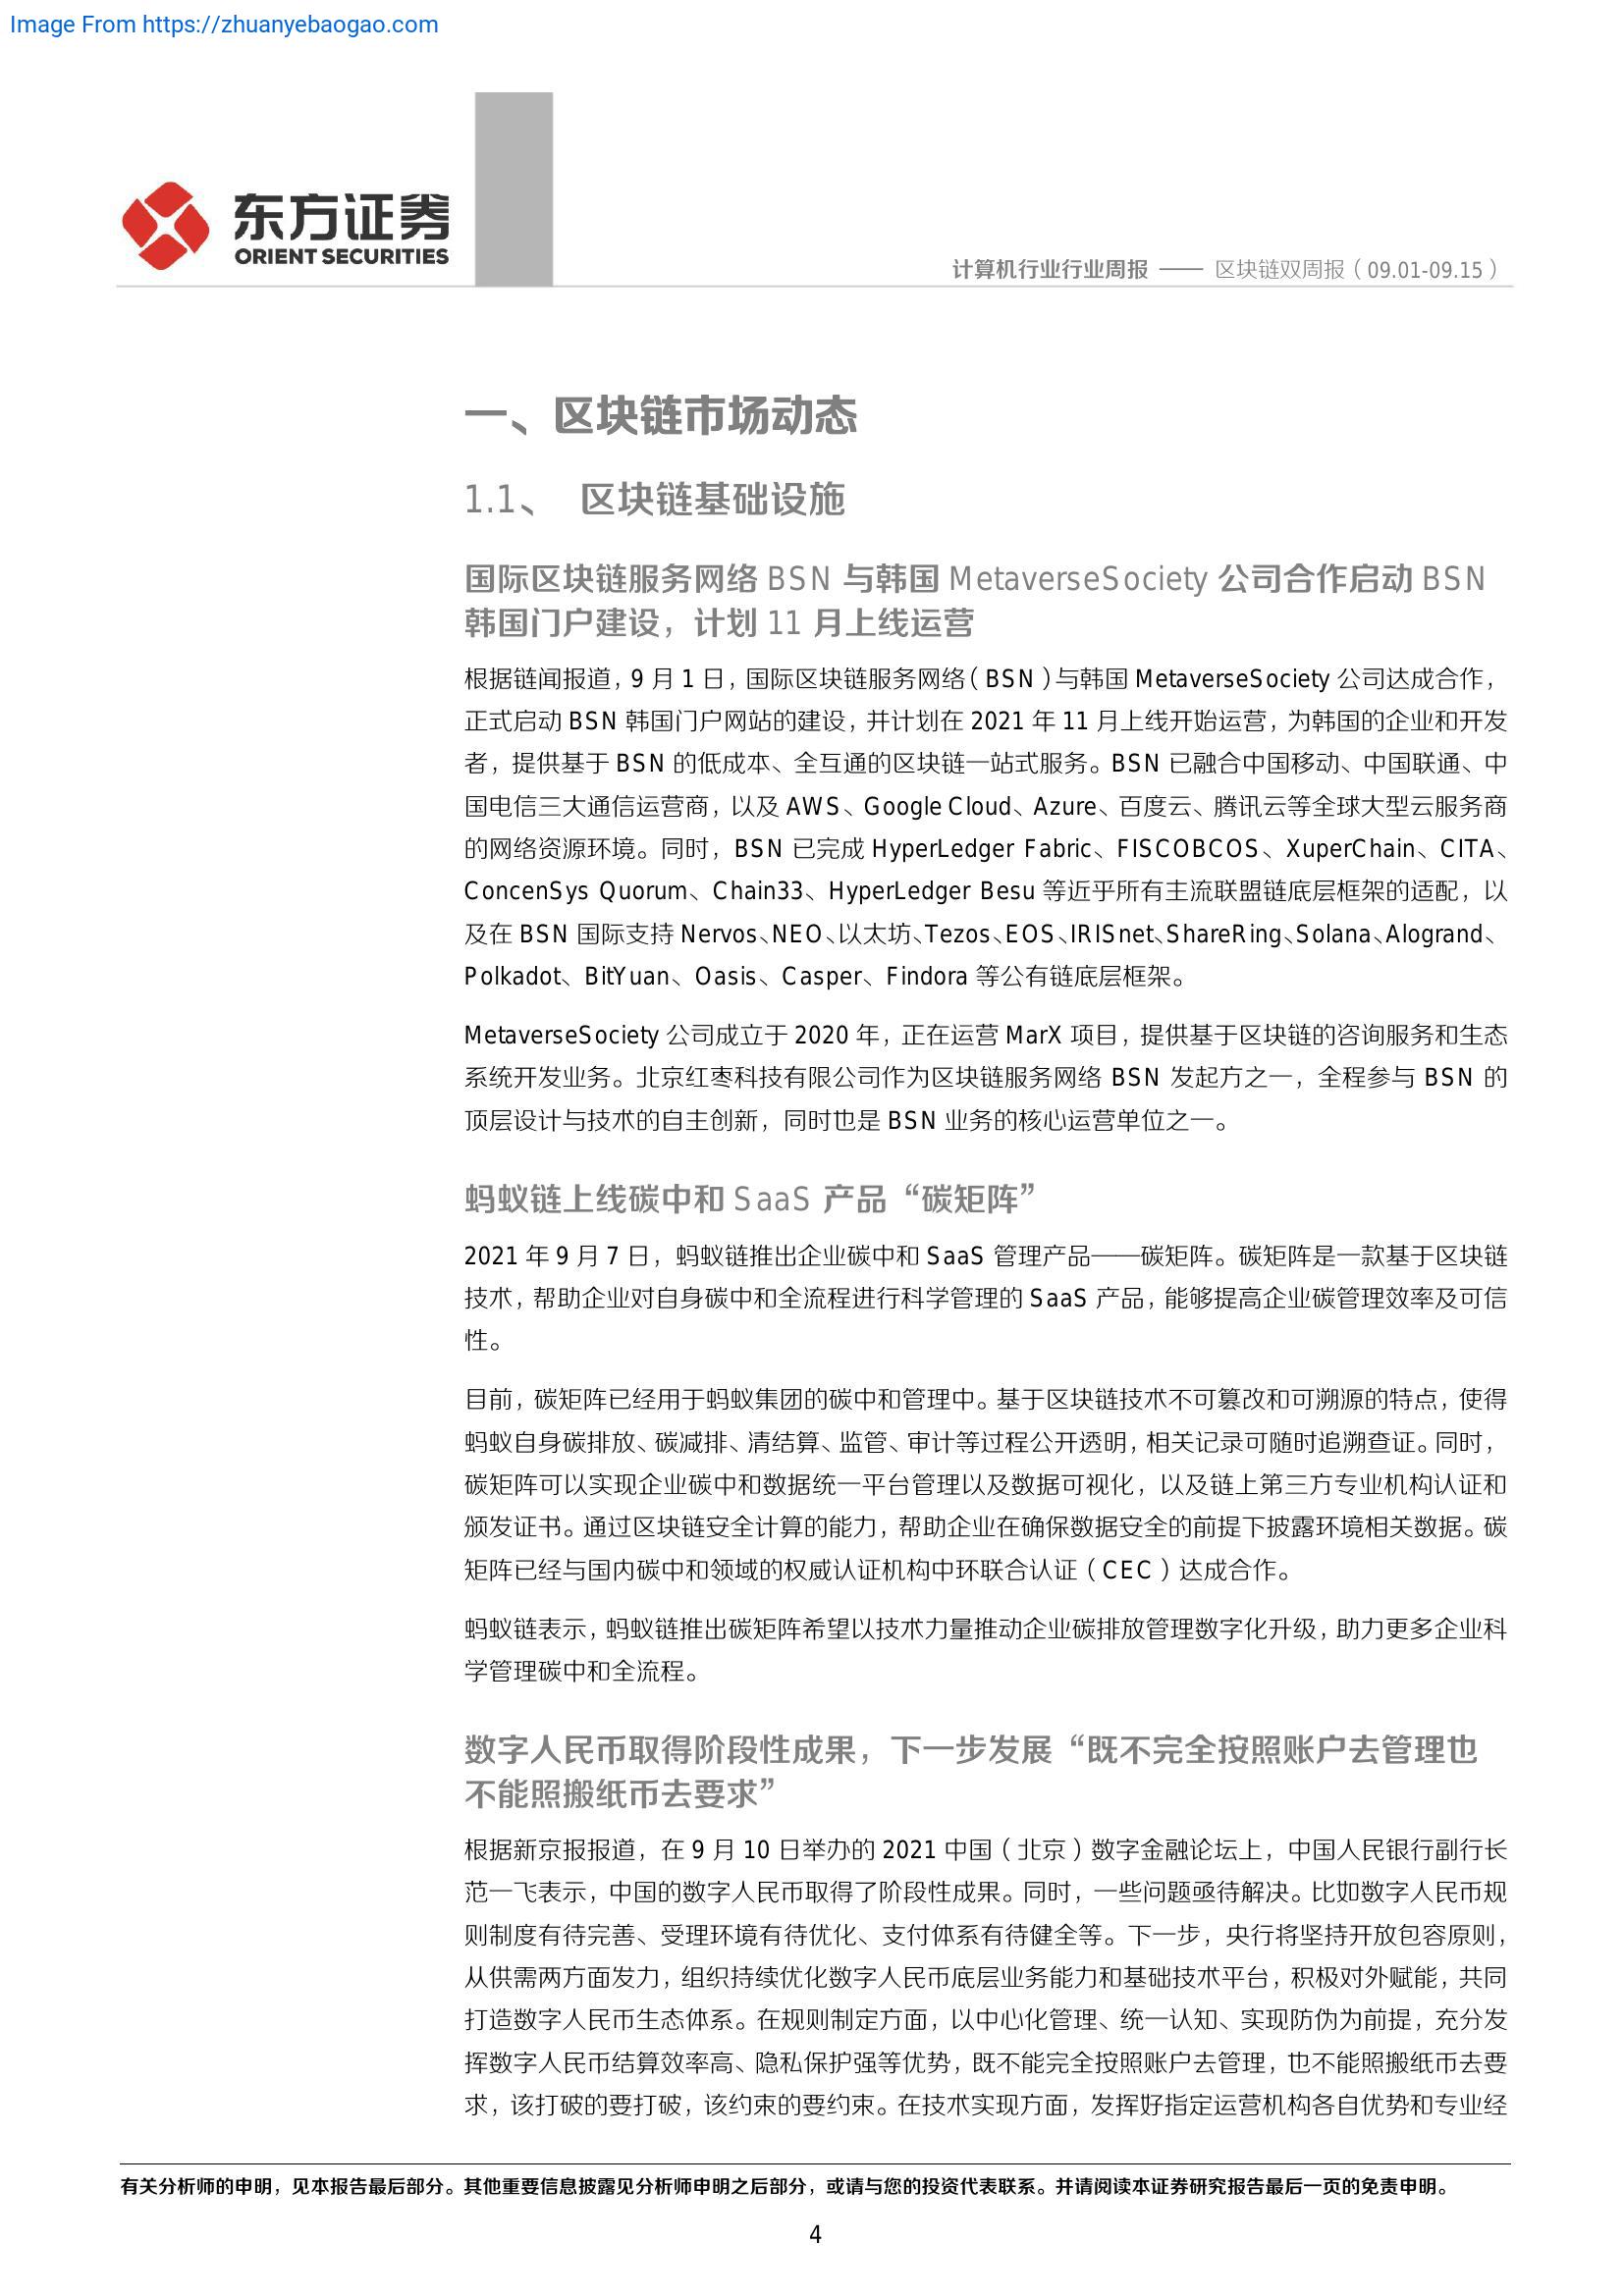 Image From https://zhuanyebaogao.com
东方证券
ORIENT SECURITIES
计算机行业行业周报 —— 区块链双周报（09.01-09.15）
一、区块链市场动态
1.1、 区块链基础设施
国际区块链服务网络 BSN 与韩国 MetaverseSociety 公司合作启动 BSN
韩国门户建设，计划 11 月上线运营
根据链闻报道，9 月 1 日，国际区块链服务网络（BSN）与韩国 MetaverseSociety 公司达成合作，
正式启动 BSN 韩国门户网站的建设，并计划在 2021 年 11 月上线开始运营，为韩国的企业和开发
者，提供基于 BSN 的低成本、全互通的区块链一站式服务。BSN 已融合中国移动、中国联通、中
国电信三大通信运营商，以及 AWS、Google Cloud、Azure、百度云、腾讯云等全球大型云服务商
的网络资源环境。同时，BSN 已完成 HyperLedger Fabric、FISCOBCOS、XuperChain、CITA、
ConcenSys Quorum、Chain33、HyperLedger Besu 等近乎所有主流联盟链底层框架的适配，以
及在 BSN 国际支持 Nervos、NEO、以太坊、Tezos、EOS、IRISnet、ShareRing、Solana、Alogrand、
Polkadot、BitYuan、Oasis、Casper、Findora 等公有链底层框架。
MetaverseSociety 公司成立于 2020 年，正在运营 MarX 项目，提供基于区块链的咨询服务和生态
系统开发业务。北京红枣科技有限公司作为区块链服务网络 BSN 发起方之一，全程参与 BSN 的
顶层设计与技术的自主创新，同时也是 BSN 业务的核心运营单位之一。
蚂蚁链上线碳中和 SaaS 产品“碳矩阵”
2021 年 9 月 7 日，蚂蚁链推出企业碳中和 SaaS 管理产品——碳矩阵。碳矩阵是一款基于区块链
技术，帮助企业对自身碳中和全流程进行科学管理的 SaaS 产品，能够提高企业碳管理效率及可信
性。
目前，碳矩阵已经用于蚂蚁集团的碳中和管理中。基于区块链技术不可篡改和可溯源的特点，使得
蚂蚁自身碳排放、碳减排、清结算、监管、审计等过程公开透明，相关记录可随时追溯查证。同时，
碳矩阵可以实现企业碳中和数据统一平台管理以及数据可视化，以及链上第三方专业机构认证和
颁发证书。通过区块链安全计算的能力，帮助企业在确保数据安全的前提下披露环境相关数据。碳
矩阵已经与国内碳中和领域的权威认证机构中环联合认证（CEC）达成合作。
蚂蚁链表示，蚂蚁链推出碳矩阵希望以技术力量推动企业碳排放管理数字化升级，助力更多企业科
学管理碳中和全流程。
数字人民币取得阶段性成果，下一步发展“既不完全按照账户去管理也
不能照搬纸币去要求”
根据新京报报道，在 9 月 10 日举办的 2021 中国（北京）数字金融论坛上，中国人民银行副行长
范一飞表示，中国的数字人民币取得了阶段性成果。同时，一些问题亟待解决。比如数字人民币规
则制度有待完善、受理环境有待优化、支付体系有待健全等。下一步，央行将坚持开放包容原则，
从供需两方面发力，组织持续优化数字人民币底层业务能力和基础技术平台，积极对外赋能，共同
打造数字人民币生态体系。在规则制定方面，以中心化管理、统一认知、实现防伪为前提，充分发
挥数字人民币结算效率高、隐私保护强等优势，既不能完全按照账户去管理，也不能照搬纸币去要
求，该打破的要打破，该约束的要约束。在技术实现方面，发挥好指定运营机构各自优势和专业经
有关分析师的申明，见本报告最后部分。其他重要信息披露见分析师申明之后部分，或请与您的投资代表联系。并请阅读本证券研究报告最后一页的免责申明。
4